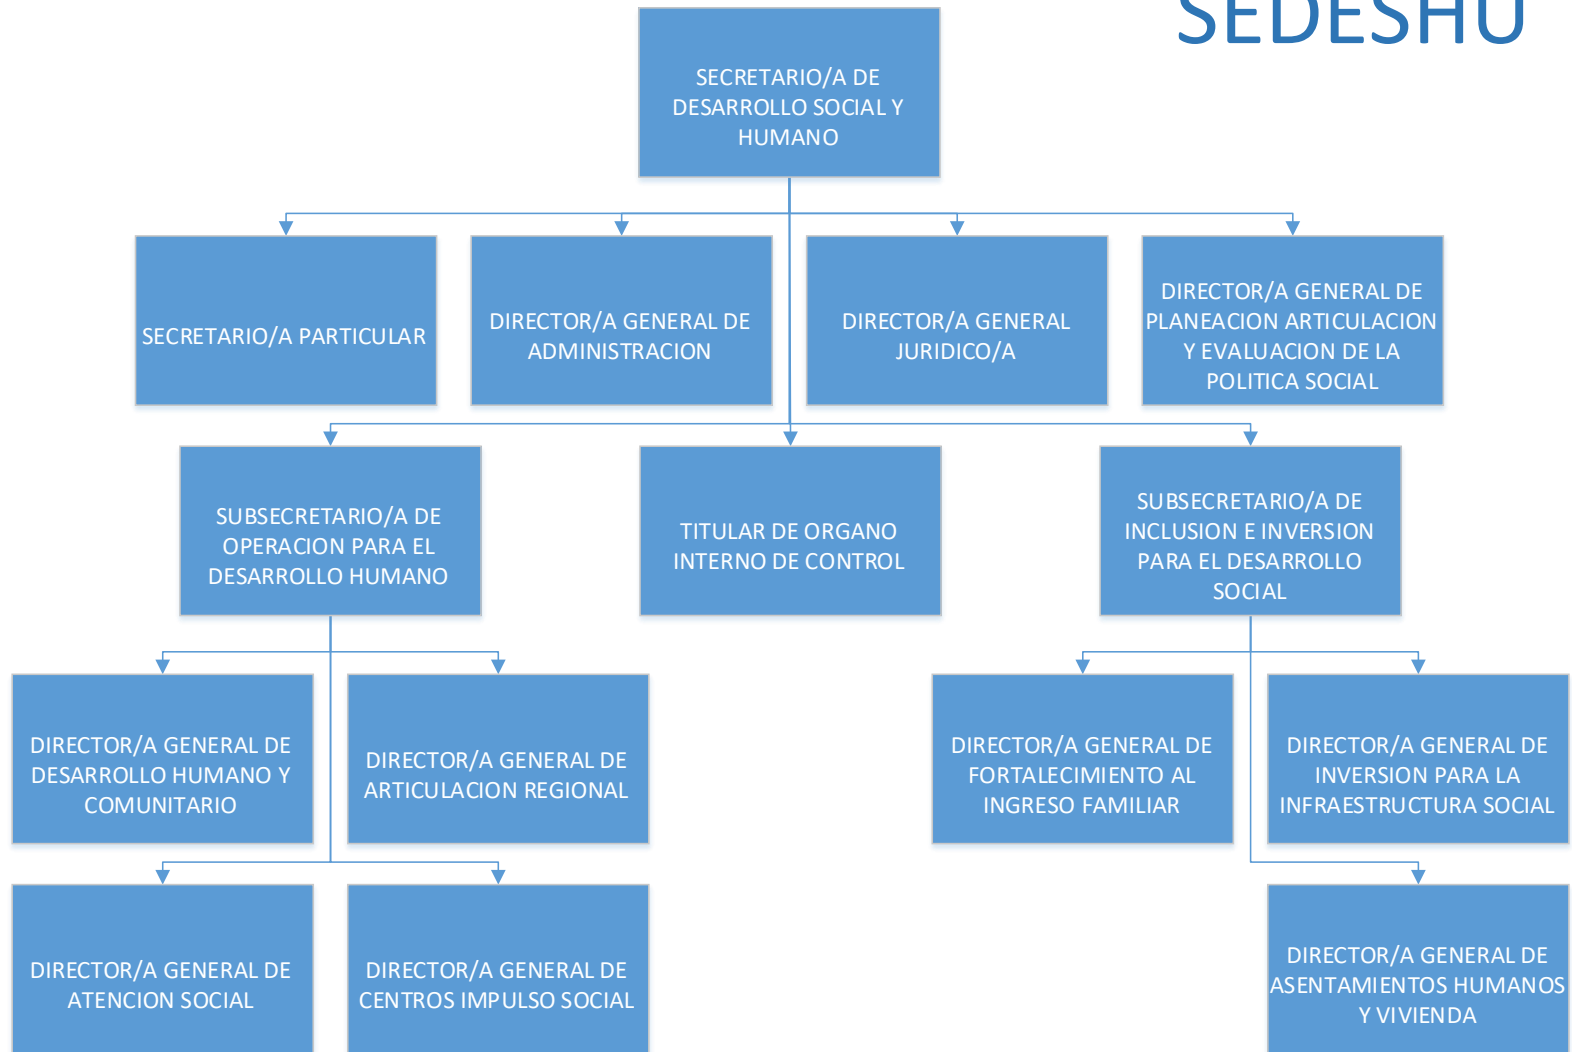 SEDESHU
SECRETARIO/A DE
DESARROLLO SOCIAL Y
HUMANO
SECRETARIO/A PARTICULAR
DIRECTOR/A GENERAL DE
ADMINISTRACION
DIRECTOR/A GENERAL
JURIDICO/A
DIRECTOR/A GENERAL DE
PLANEACION ARTICULACION
Y EVALUACION DE LA
POLITICA SOCIAL
SUBSECRETARIO/A DE
OPERACION PARA EL
DESARROLLO HUMANO
TITULAR DE ORGANO
INTERNO DE CONTROL
SUBSECRETARIO/A DE
INCLUSION E INVERSION
PARA EL DESARROLLO
SOCIAL
DIRECTOR/A GENERAL DE
DESARROLLO HUMANO Y
COMUNITARIO
DIRECTOR/A GENERAL DE
ARTICULACION REGIONAL
DIRECTOR/A GENERAL DE
FORTALECIMIENTO AL
INGRESO FAMILIAR
DIRECTOR/A GENERAL DE
INVERSION PARA LA
INFRAESTRUCTURA SOCIAL
DIRECTOR/A GENERAL DE
ATENCION SOCIAL
DIRECTOR/A GENERAL DE
CENTROS IMPULSO SOCIAL
DIRECTOR/A GENERAL DE
ASENTAMIENTOS HUMANOS
Y VIVIENDA